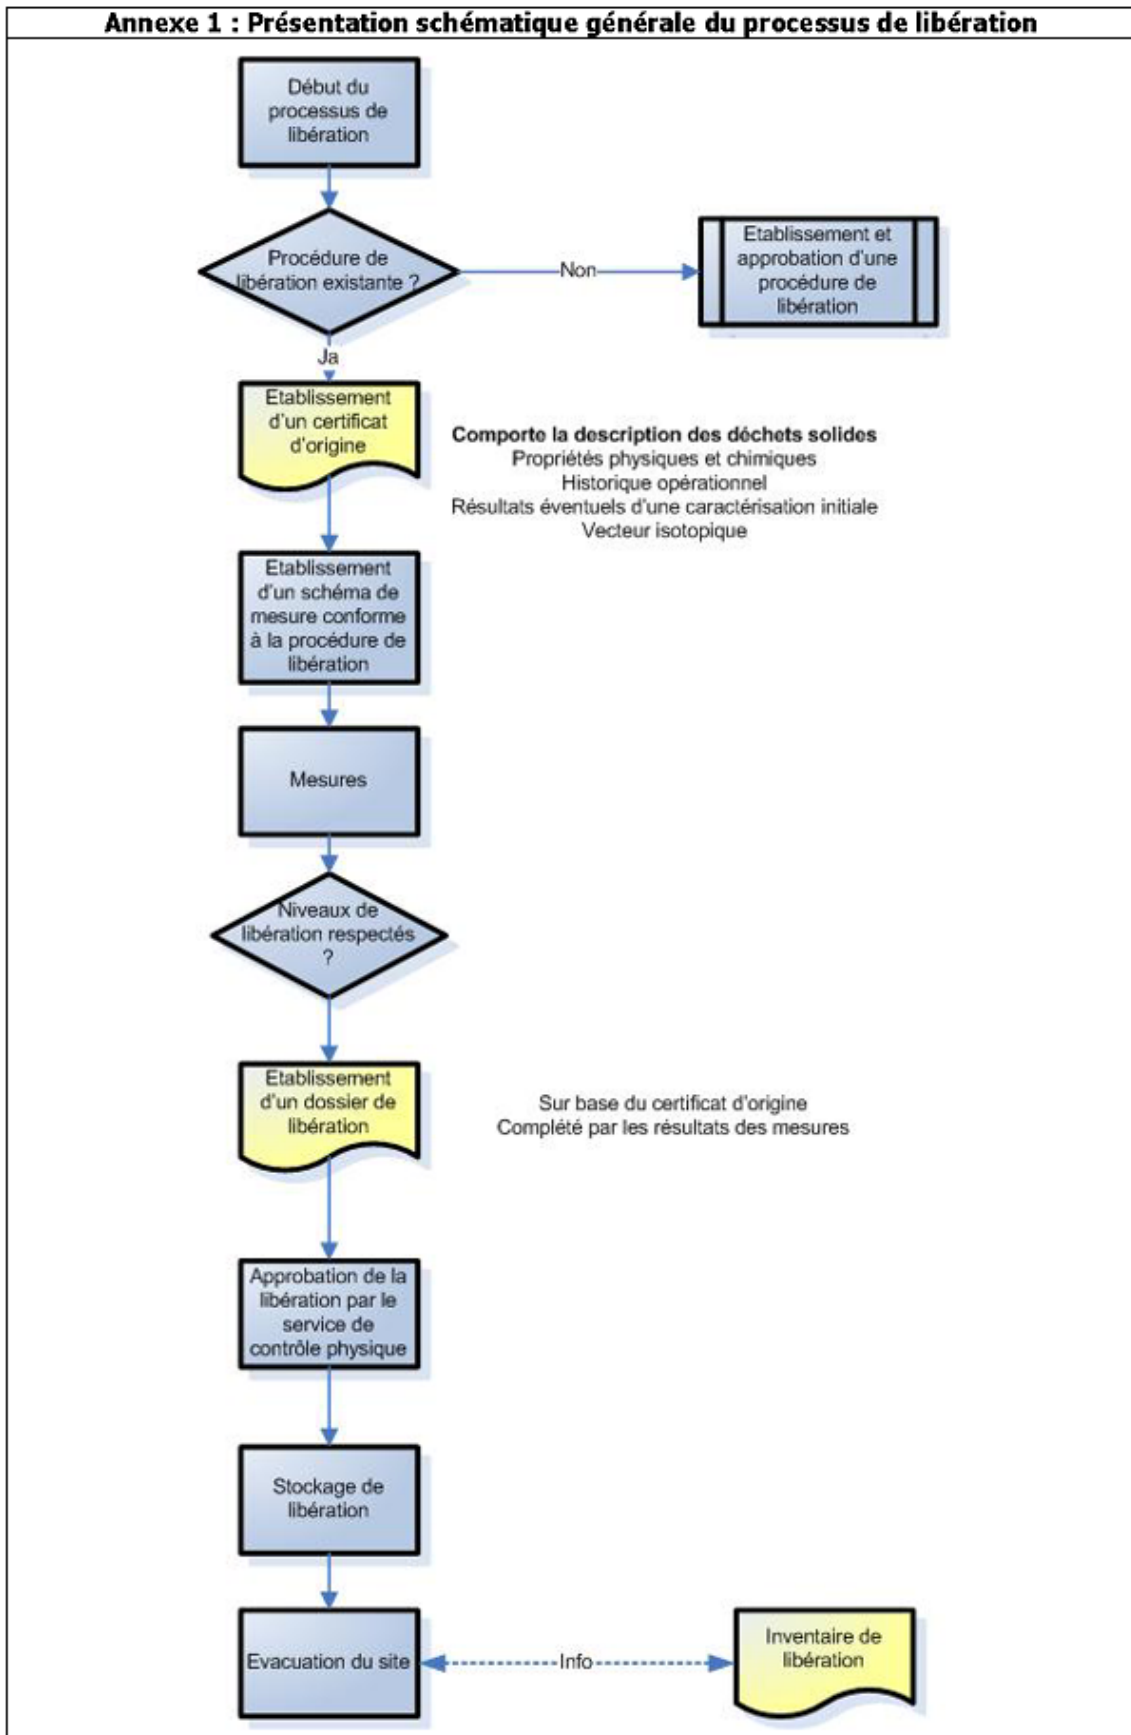 Annexe 1 : Présentation schématique générale du processus de libération
Début du
processus de
libération
Procédure de
libération existante ?
Non
Etablissement et
approbation d'une
procédure de
libération
Ja
Etablissement
d'un certificat
d'origine
Comporte la description des déchets solides
Propriétés physiques et chimiques
Historique opérationnel
Résultats éventuels d'une caractérisation initiale
Vecteur isotopique
Etablissement
d'un schéma de
mesure conforme
à la procédure de
libération
Mesures
Niveaux de
libération respectés
?
Etablissement
d'un dossier de
libération
Sur base du certificat d'origine
Complété par les résultats des mesures
Approbation de la
libération par le
service de
contrôle physique
Stockage de
libération
Evacuation du site
Info
Inventaire de
libération